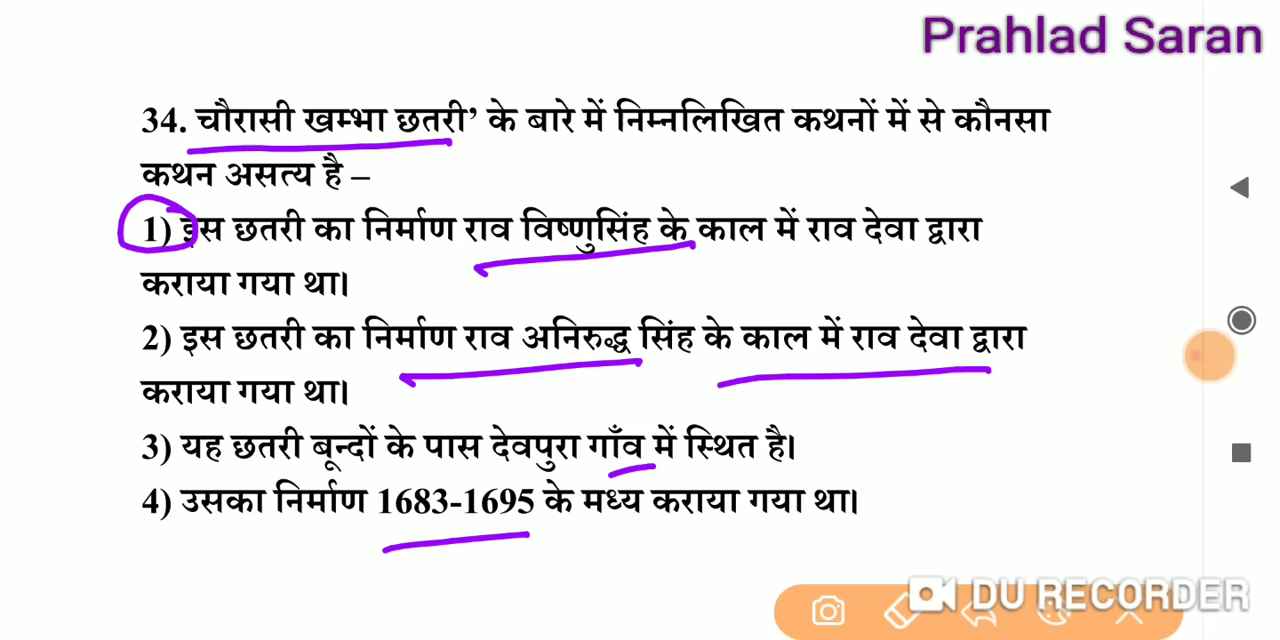 Prahlad Saran
34. चौरासी खम्भा छतरी’ के बारे में निम्नलिखित कथनों में से कौनसा
कथन असत्य है –
1) इस छतरी का निर्माण राव विष्णुसिंह के काल में राव देवा द्वारा
कराया गया था।
2) इस छतरी का निर्माण राव अनिरुद्ध सिंह के काल में राव देवा द्वारा
कराया गया था।
3) यह छतरी बून्दों के पास देवपुरा गाँव में स्थित है।
4) उसका निर्माण 1683-1695 के मध्य कराया गया था।
DU RECORDER